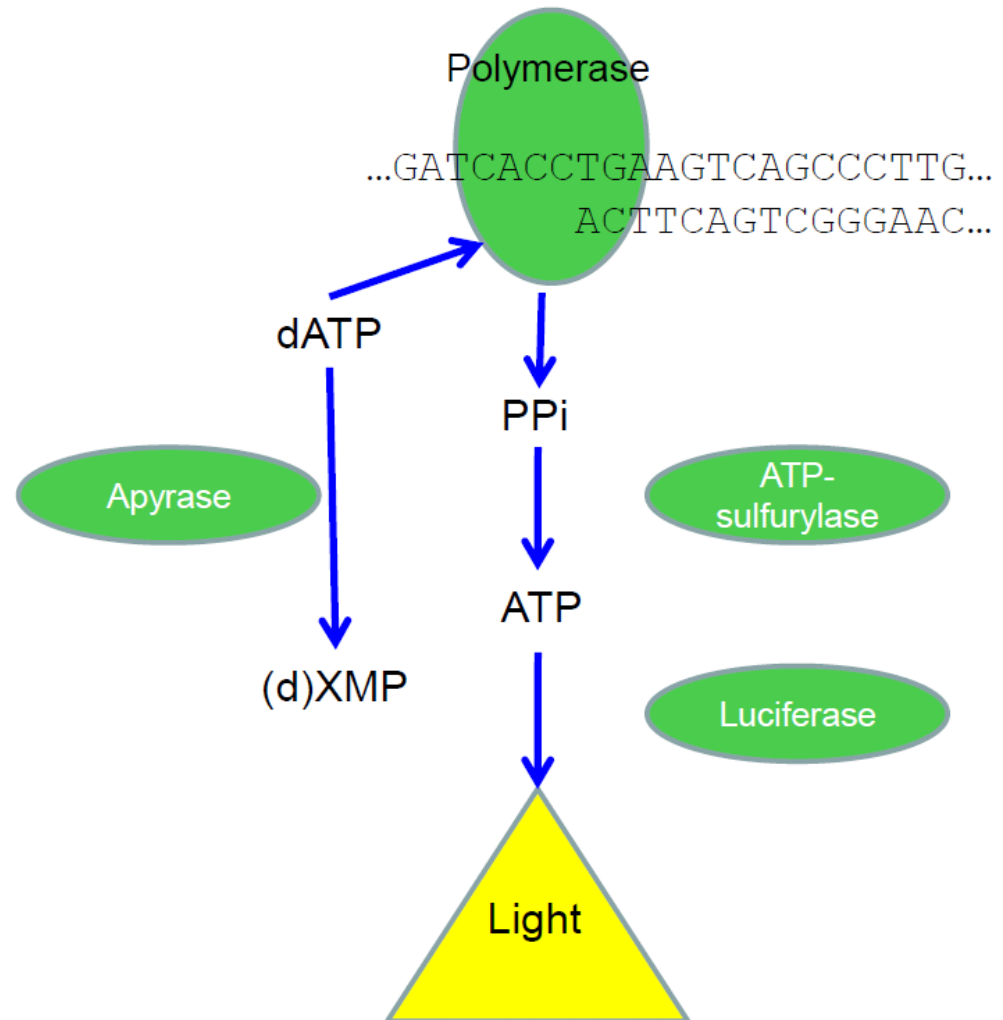 Polymerase
...GATCACCTGAAGTCAGCCCTTG...
ACTTCAGTCGGGAAC...
dATP
PPi
Apyrase
ATP-
sulfurylase
ATP
(d)XMP
Luciferase
Light